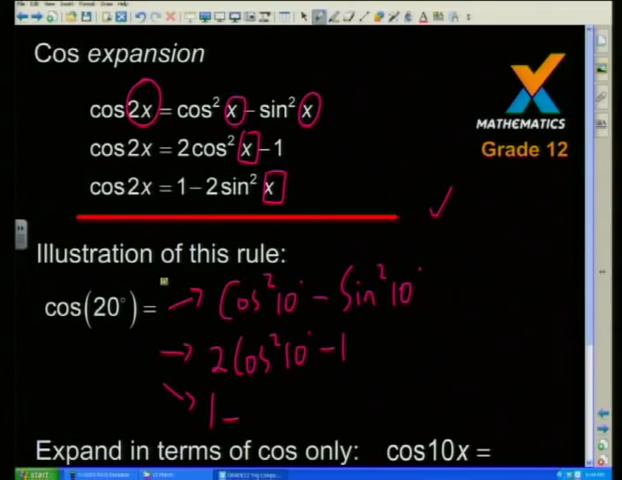 Cos expansion
cos2x = cos² x − sin² x
cos2x = 2cos² x − 1
cos2x = 1 − 2sin² x
MATHEMATICS
Grade 12
Illustration of this rule:
cos(20°) = → Cos²10° − Sin²10°
→ 2Cos²10° − 1
→ 1 −
Expand in terms of cos only: cos10x =
start